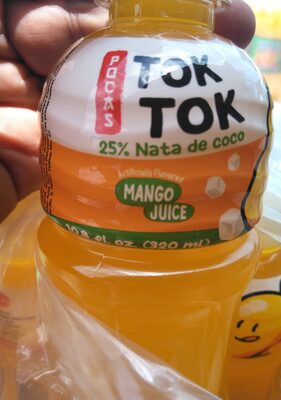 POCAS
TOK
TOK
25% Nata de coco
Artificially Flavored
MANGO
JUICE
10.8 fl. oz. (320 ml)